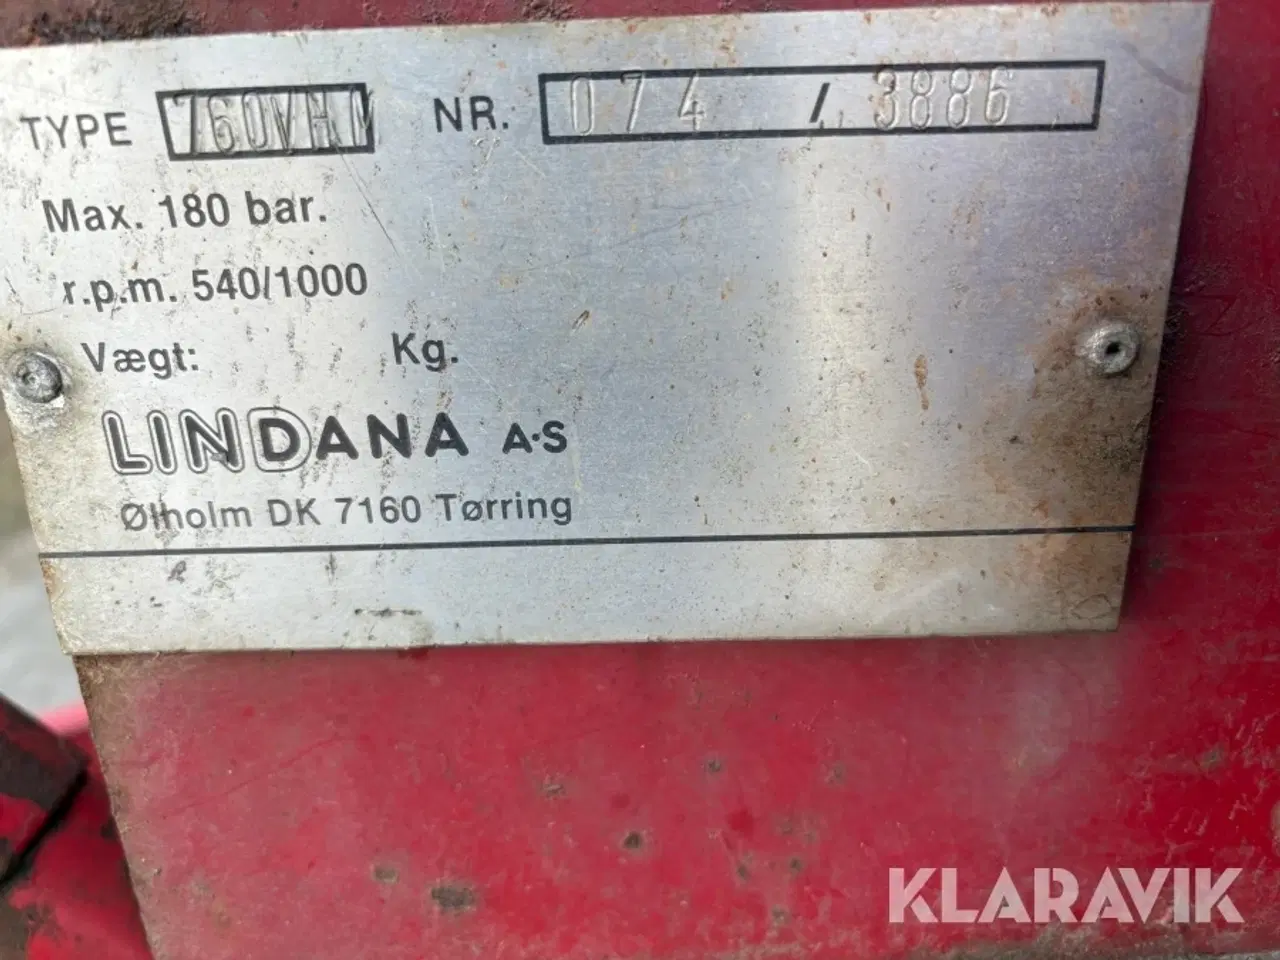 TYPE 760VHM NR. 074 / 3886
Max. 180 bar.
r.p.m. 540/1000
Vægt: Kg.
LINDANA A·S
Ølholm DK 7160 Tørring
KLARAVIK